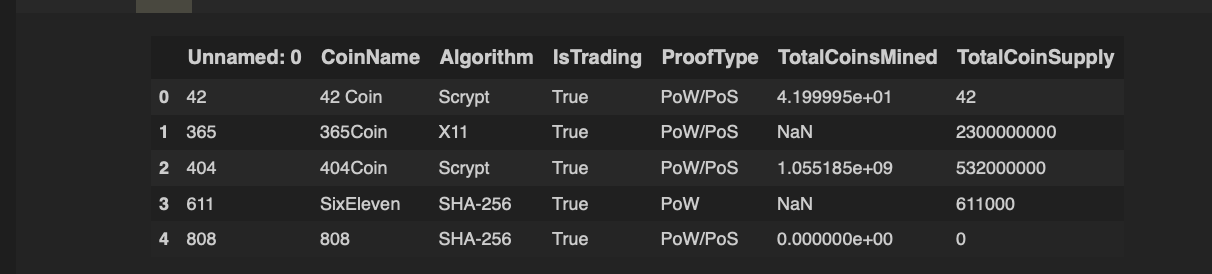 Unnamed: 0 CoinName Algorithm IsTrading ProofType TotalCoinsMined TotalCoinSupply
0 42 42 Coin Scrypt True PoW/PoS 4.199995e+01 42
1 365 365Coin X11 True PoW/PoS NaN 2300000000
2 404 404Coin Scrypt True PoW/PoS 1.055185e+09 532000000
3 611 SixEleven SHA-256 True PoW NaN 611000
4 808 808 SHA-256 True PoW/PoS 0.000000e+00 0